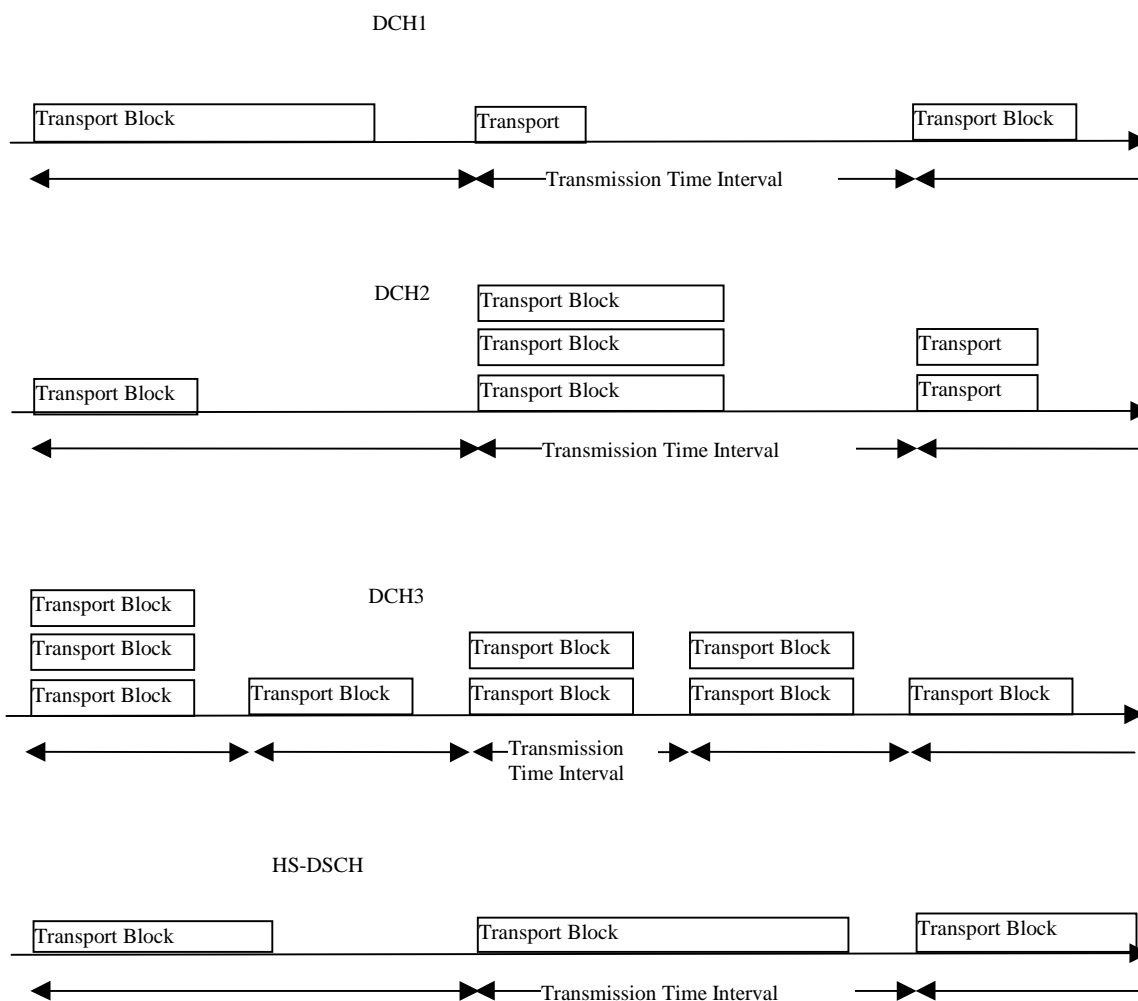 DCH1
Transport Block
Transport
Transport Block
Transmission Time Interval
DCH2
Transport Block
Transport Block
Transport Block
Transport Block
Transport
Transport
Transmission Time Interval
DCH3
Transport Block
Transport Block
Transport Block
Transport Block
Transport Block
Transport Block
Transport Block
Transport Block
Transport Block
Transmission
Time Interval
HS-DSCH
Transport Block
Transport Block
Transport Block
Transmission Time Interval